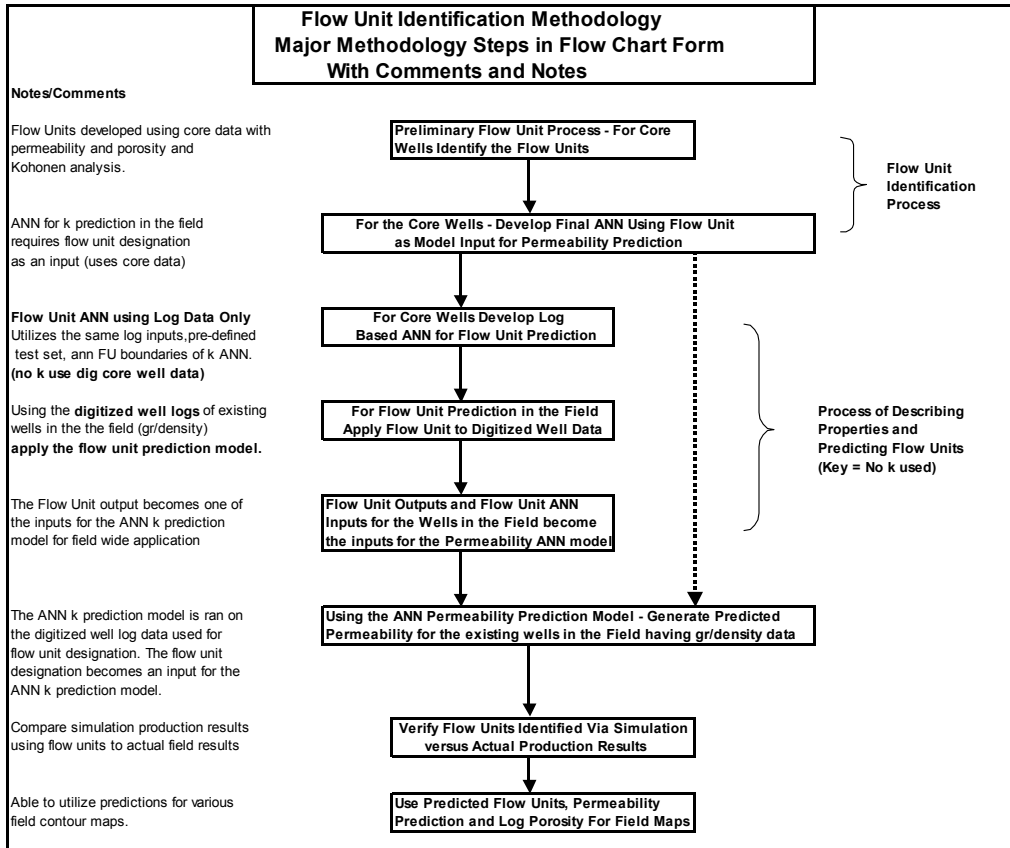 Flow Unit Identification Methodology
Major Methodology Steps in Flow Chart Form
With Comments and Notes
Notes/Comments
Flow Units developed using core data with
permeability and porosity and
Kohonen analysis.
Preliminary Flow Unit Process - For Core
Wells Identify the Flow Units
Flow Unit
Identification
Process
ANN for k prediction in the field
requires flow unit designation
as an input (uses core data)
For the Core Wells - Develop Final ANN Using Flow Unit
as Model Input for Permeability Prediction
Flow Unit ANN using Log Data Only
Utilizes the same log inputs,pre-defined
test set, ann FU boundaries of k ANN.
(no k use dig core well data)
For Core Wells Develop Log
Based ANN for Flow Unit Prediction
Using the digitized well logs of existing
wells in the the field (gr/density)
apply the flow unit prediction model.
For Flow Unit Prediction in the Field
Apply Flow Unit to Digitized Well Data
Process of Describing
Properties and
Predicting Flow Units
(Key = No k used)
The Flow Unit output becomes one of
the inputs for the ANN k prediction
model for field wide application
Flow Unit Outputs and Flow Unit ANN
Inputs for the Wells in the Field become
the inputs for the Permeability ANN model
The ANN k prediction model is ran on
the digitized well log data used for
flow unit designation. The flow unit
designation becomes an input for the
ANN k prediction model.
Using the ANN Permeability Prediction Model - Generate Predicted
Permeability for the existing wells in the Field having gr/density data
Compare simulation production results
using flow units to actual field results
Verify Flow Units Identified Via Simulation
versus Actual Production Results
Able to utilize predictions for various
field contour maps.
Use Predicted Flow Units, Permeability
Prediction and Log Porosity For Field Maps